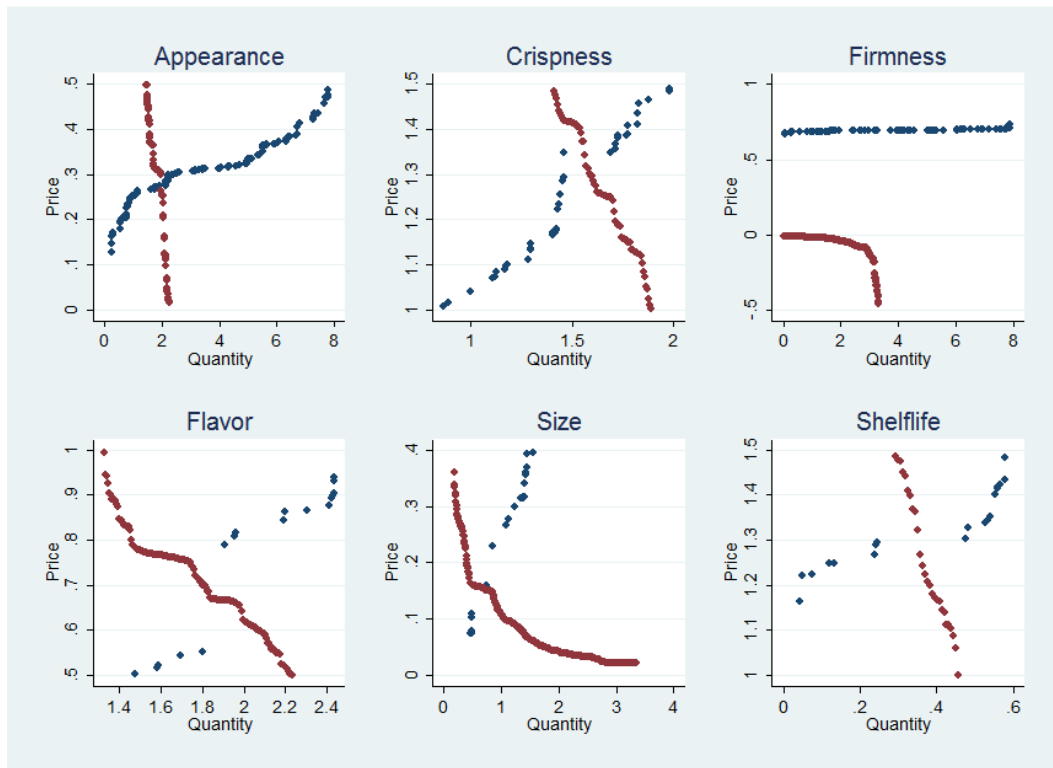 Appearance
Price
.5
.4
.3
.2
.1
0
0 2 4 6 8
Quantity
Crispness
Price
1.5
1.4
1.3
1.2
1.1
1
1 1.5 2
Quantity
Firmness
Price
1
.5
0
-.5
0 2 4 6 8
Quantity
Flavor
Price
1
.9
.8
.7
.6
.5
1.4 1.6 1.8 2 2.2 2.4
Quantity
Size
Price
.4
.3
.2
.1
0
0 1 2 3 4
Quantity
Shelflife
Price
1.5
1.4
1.3
1.2
1.1
1
0 .2 .4 .6
Quantity